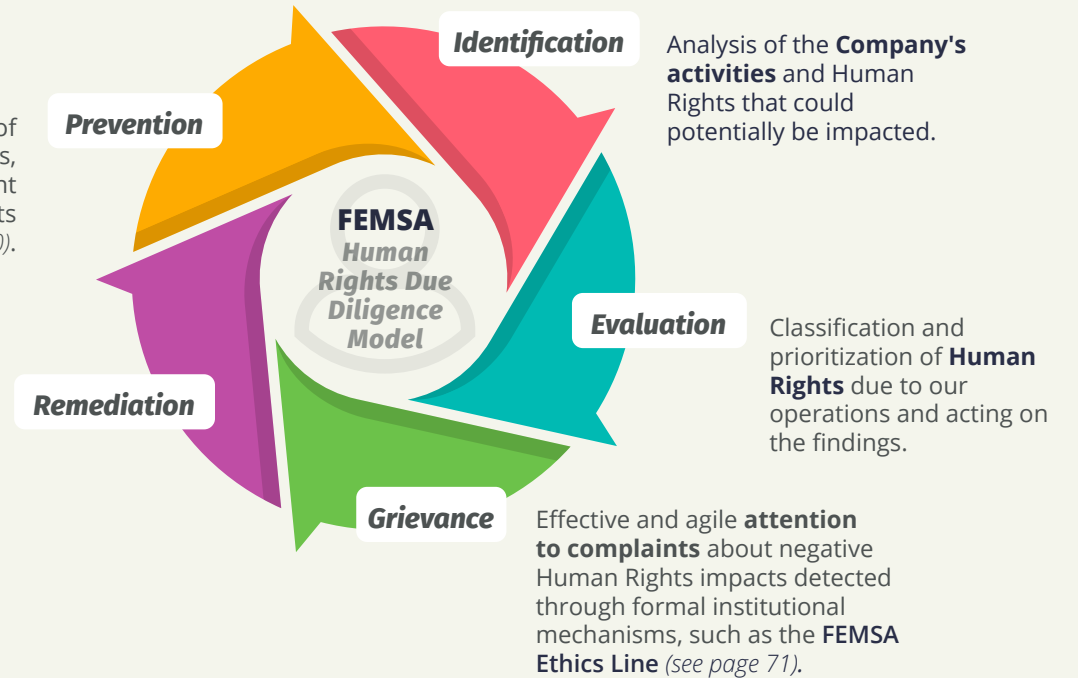 Identification
Analysis of the Company's
activities and Human
Rights that could
potentially be impacted.
Prevention
of
FEMSA
Human
Rights Due
Diligence
Model
Evaluation
Classification and
prioritization of Human
Rights due to our
operations and acting on
the findings.
Remediation
Grievance
Effective and agile attention
to complaints about negative
Human Rights impacts detected
through formal institutional
mechanisms, such as the FEMSA
Ethics Line (see page 71).